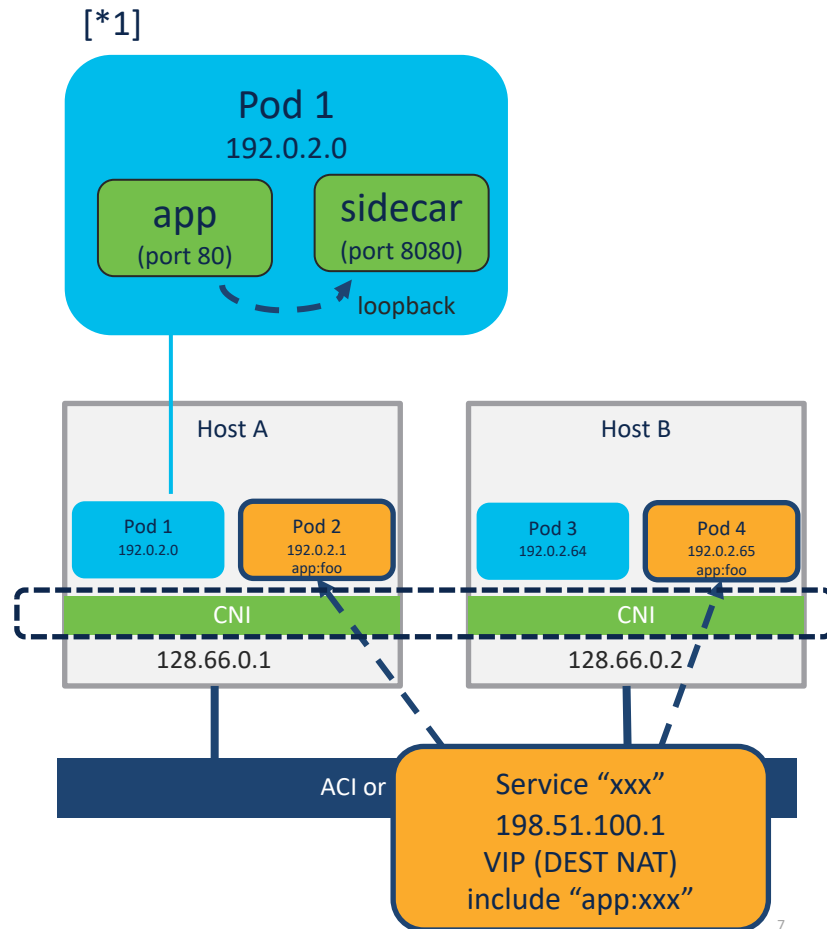 [*1]
Pod 1
192.0.2.0
app
(port 80)
sidecar
(port 8080)
loopback
Host A
Host B
Pod 1
192.0.2.0
Pod 2
192.0.2.1
app:foo
Pod 3
192.0.2.64
Pod 4
192.0.2.65
app:foo
CNI
CNI
128.66.0.1
128.66.0.2
ACI or
Service “xxx”
198.51.100.1
VIP (DEST NAT)
include “app:xxx”
7